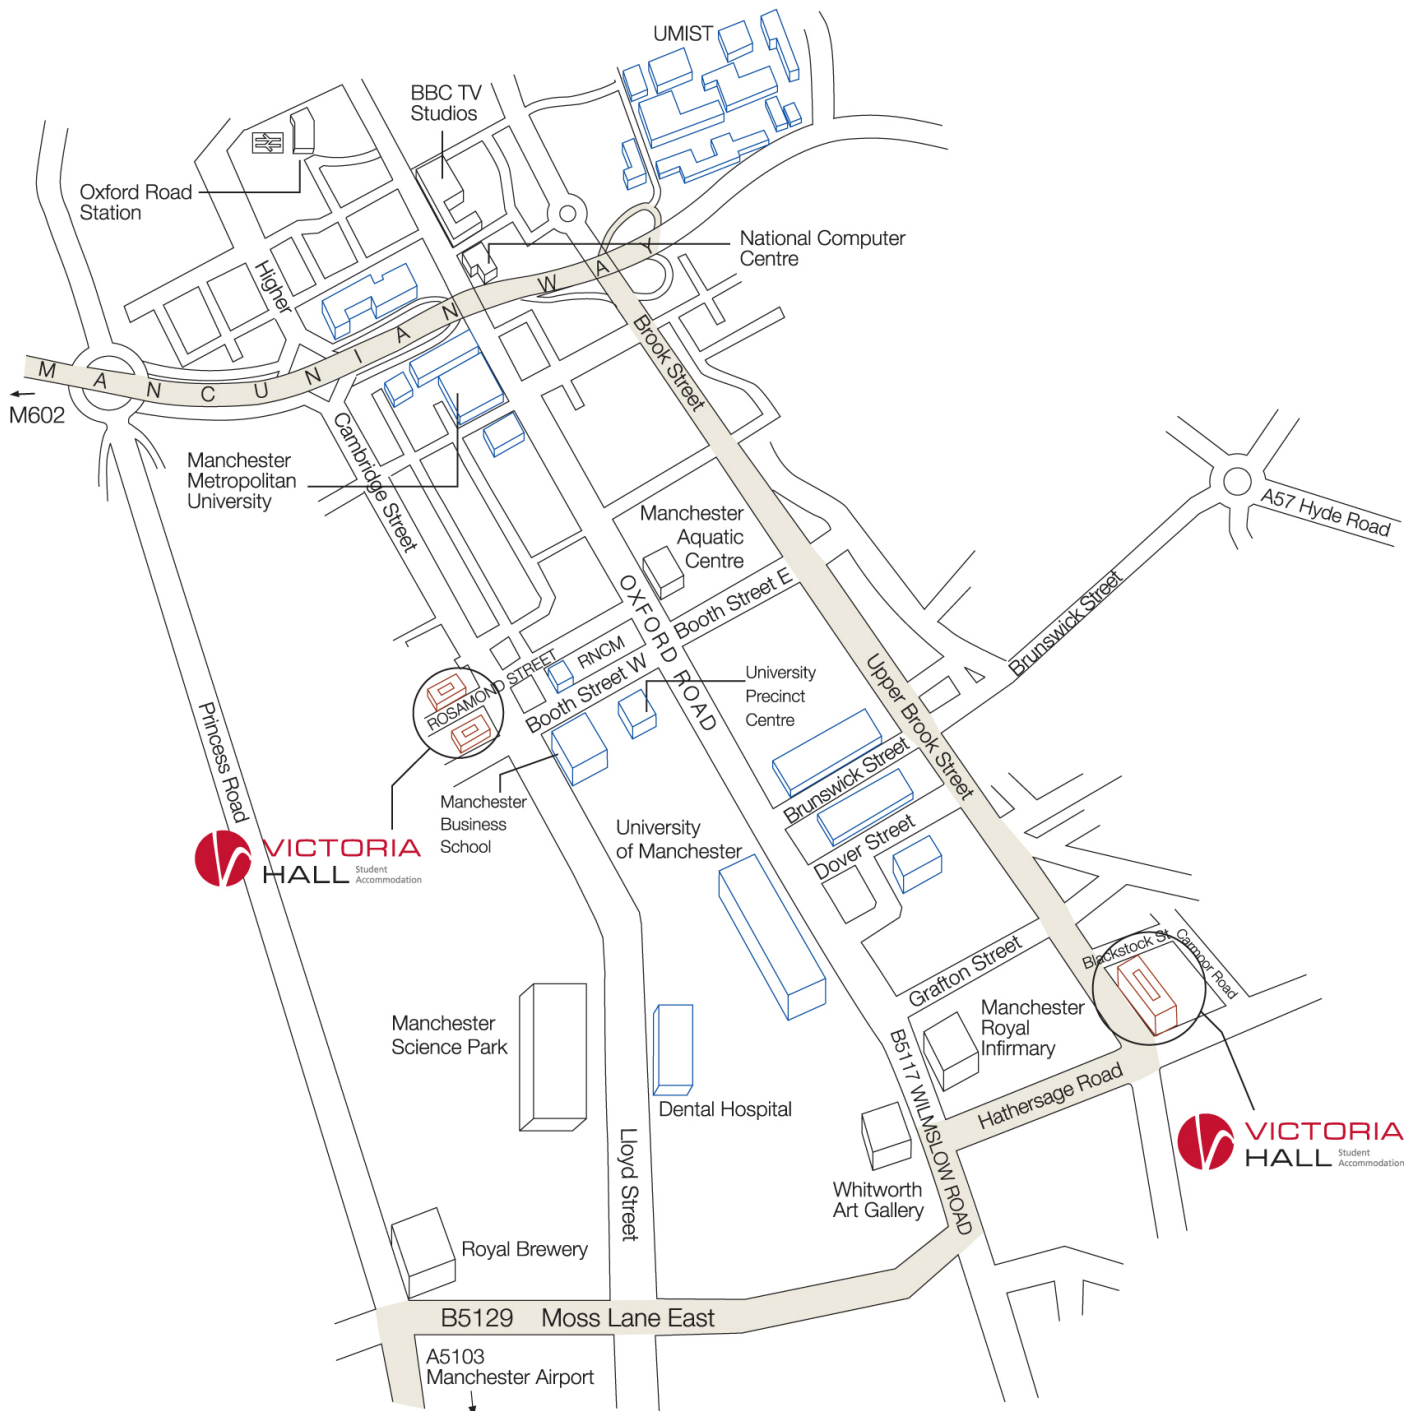 UMIST
BBC TV
Studios
Oxford Road
Station
National Computer
Centre
Higher
MANCUNIAN WAY
M602
Brook Street
Cambridge Street
Manchester
Metropolitan
University
A57 Hyde Road
Manchester
Aquatic
Centre
OXFORD ROAD
Booth Street E
Brunswick Street
RNCM
ROSAMOND STREET
Booth Street W
University
Precinct
Centre
Upper Brook Street
Princess Road
Manchester
Business
School
Brunswick Street
Dover Street
University
of Manchester
VICTORIA
HALL
Student
Accommodation
Grafton Street
Blackstock St
Carmoor Road
Manchester
Science Park
Manchester
Royal
Infirmary
B5117 WILMSLOW ROAD
Hathersage Road
Dental Hospital
Lloyd Street
VICTORIA
HALL
Student
Accommodation
Whitworth
Art Gallery
Royal Brewery
B5129 Moss Lane East
A5103
Manchester Airport